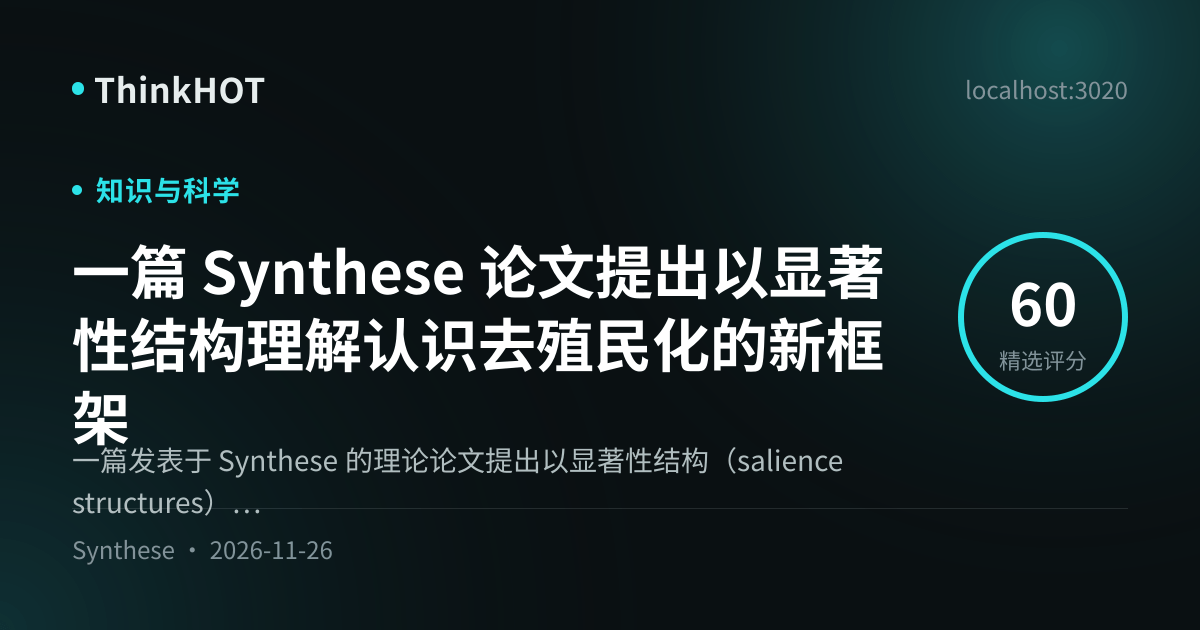 ThinkHOT
localhost:3020
知识与科学
一篇 Synthese 论文提出以显著
性结构理解认识去殖民化的新框
架
60
精选评分
一篇发表于 Synthese 的理论论文提出以显著性结构（salience
structures）…
Synthese · 2026-11-26